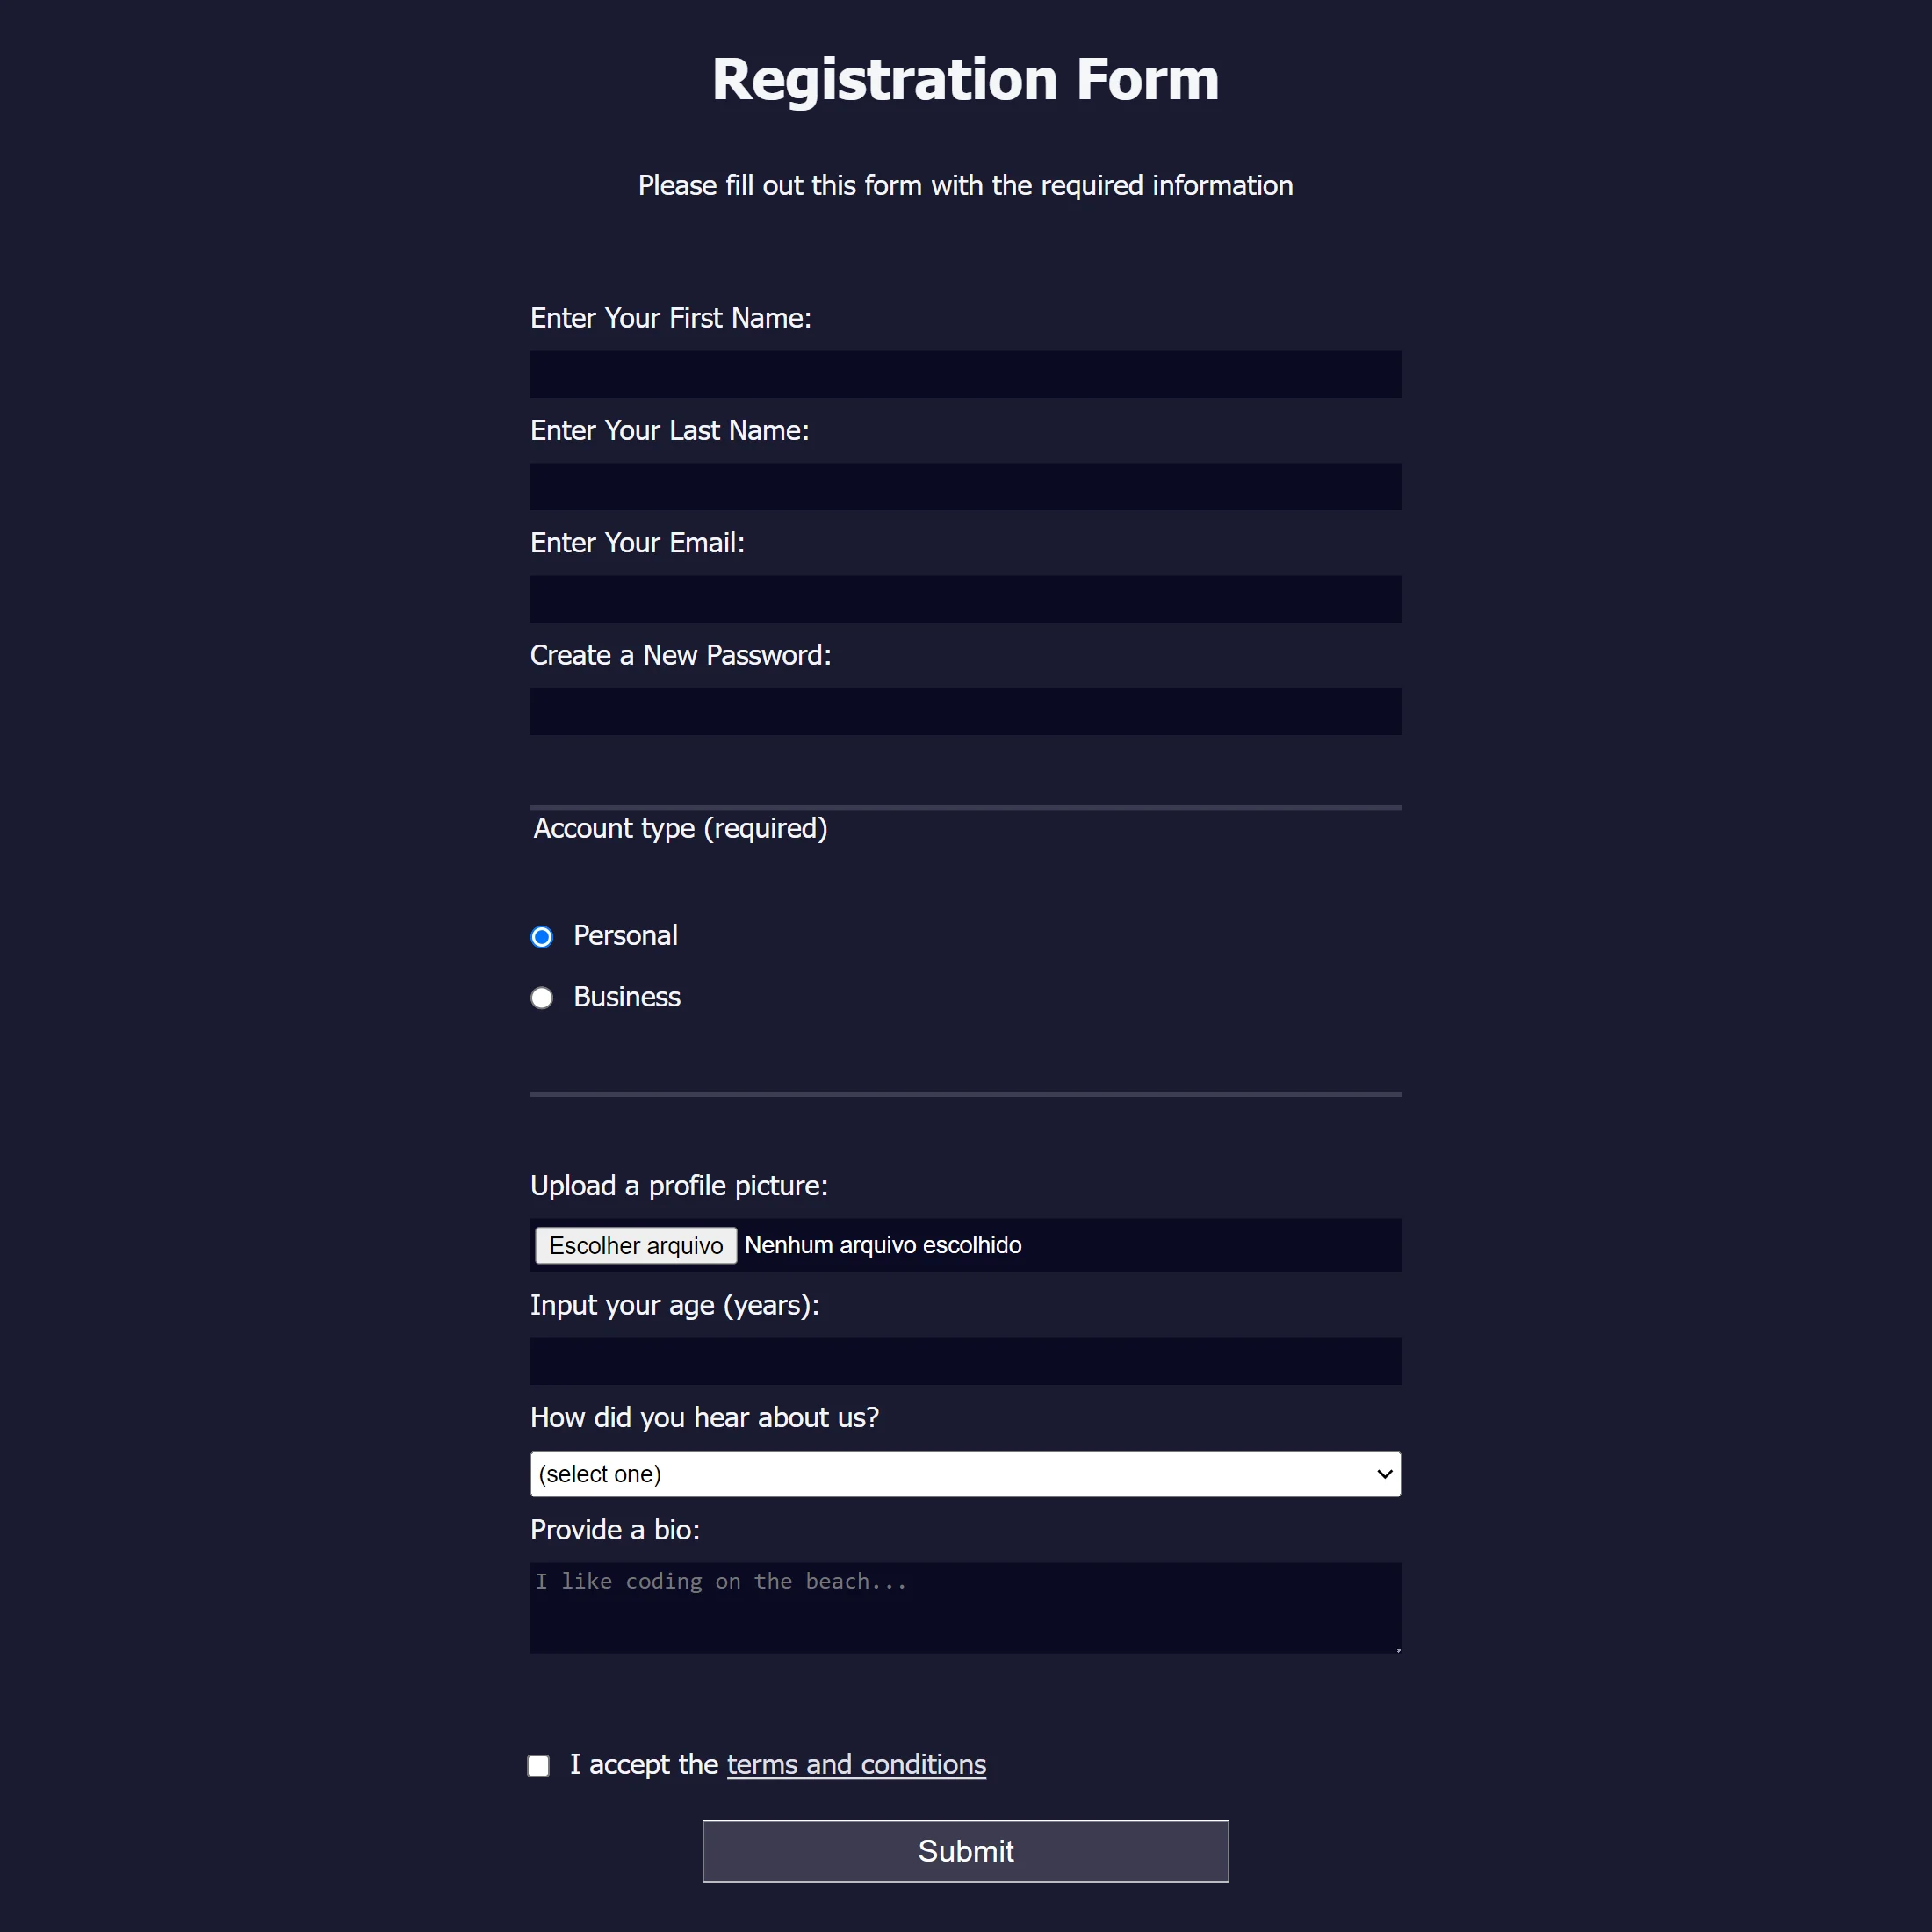 Registration Form
Please fill out this form with the required information
Enter Your First Name:
Enter Your Last Name:
Enter Your Email:
Create a New Password:
Account type (required)
Personal
Business
Upload a profile picture:
Escolher arquivo Nenhum arquivo escolhido
Input your age (years):
How did you hear about us?
(select one)
Provide a bio:
I like coding on the beach...
I accept the terms and conditions
Submit